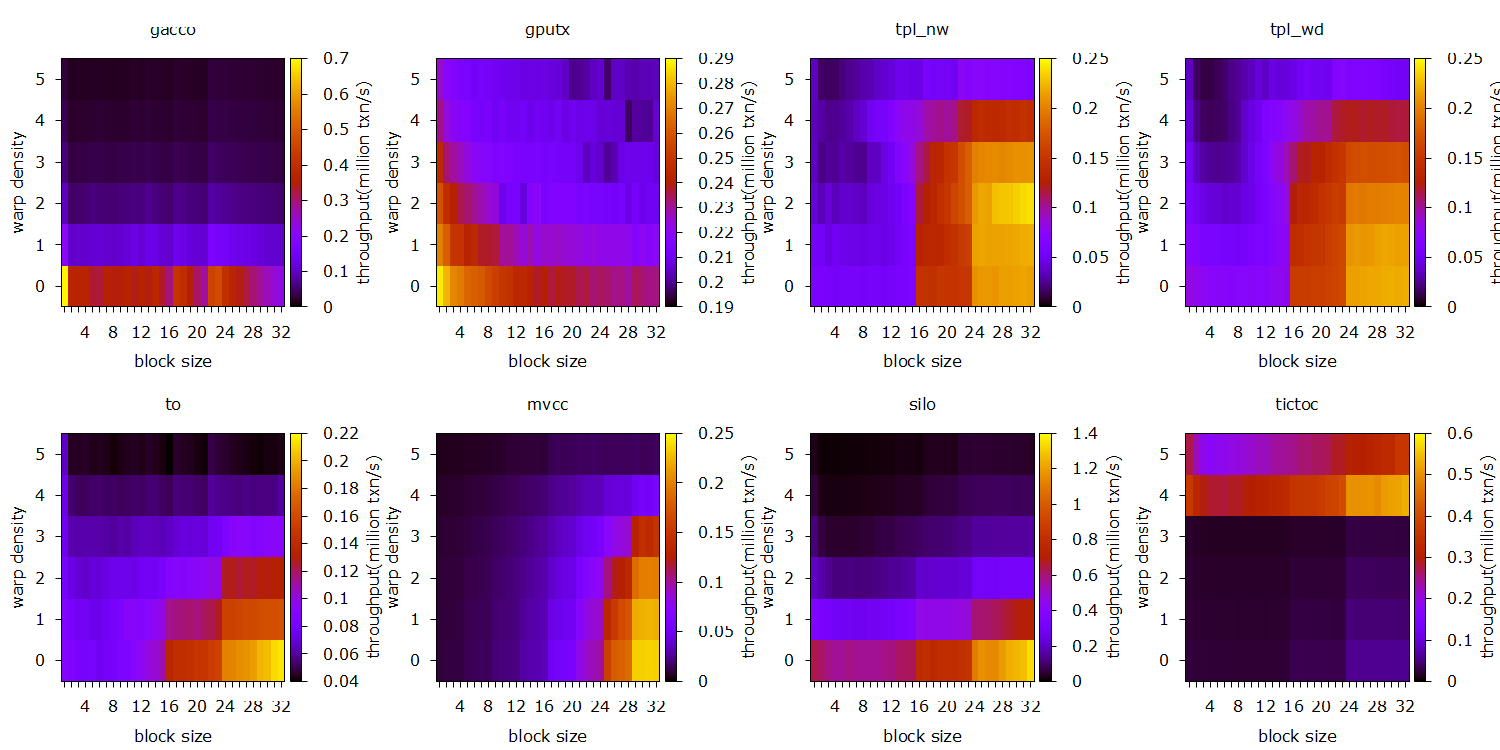 gacco
gputx
tpl_nw
tpl_wd
warp density
5
4
3
2
1
0
4 8 12 16 20 24 28 32
block size
0.7
0.6
0.5
0.4
0.3
0.2
0.1
0
throughput(million txn/s)
warp density
4 8 12 16 20 24 28 32
block size
0.29
0.28
0.27
0.26
0.25
0.24
0.23
0.22
0.21
0.2
0.19
throughput(million txn/s)
warp density
5
4
3
2
1
0
4 8 12 16 20 24 28 32
block size
0.25
0.2
0.15
0.1
0.05
0
throughput(million txn/s)
warp density
5
4
3
2
1
0
4 8 12 16 20 24 28 32
block size
0.25
0.2
0.15
0.1
0.05
0
throughput(million txn/s)
to
mvcc
silo
tictoc
warp density
5
4
3
2
1
0
4 8 12 16 20 24 28 32
block size
0.22
0.2
0.18
0.16
0.14
0.12
0.1
0.08
0.06
0.04
throughput(million txn/s)
warp density
5
4
3
2
1
0
4 8 12 16 20 24 28 32
block size
0.25
0.2
0.15
0.1
0.05
0
throughput(million txn/s)
warp density
5
4
3
2
1
0
4 8 12 16 20 24 28 32
block size
1.4
1.2
1
0.8
0.6
0.4
0.2
0
throughput(million txn/s)
warp density
5
4
3
2
1
0
4 8 12 16 20 24 28 32
block size
0.6
0.5
0.4
0.3
0.2
0.1
0
throughput(million txn/s)